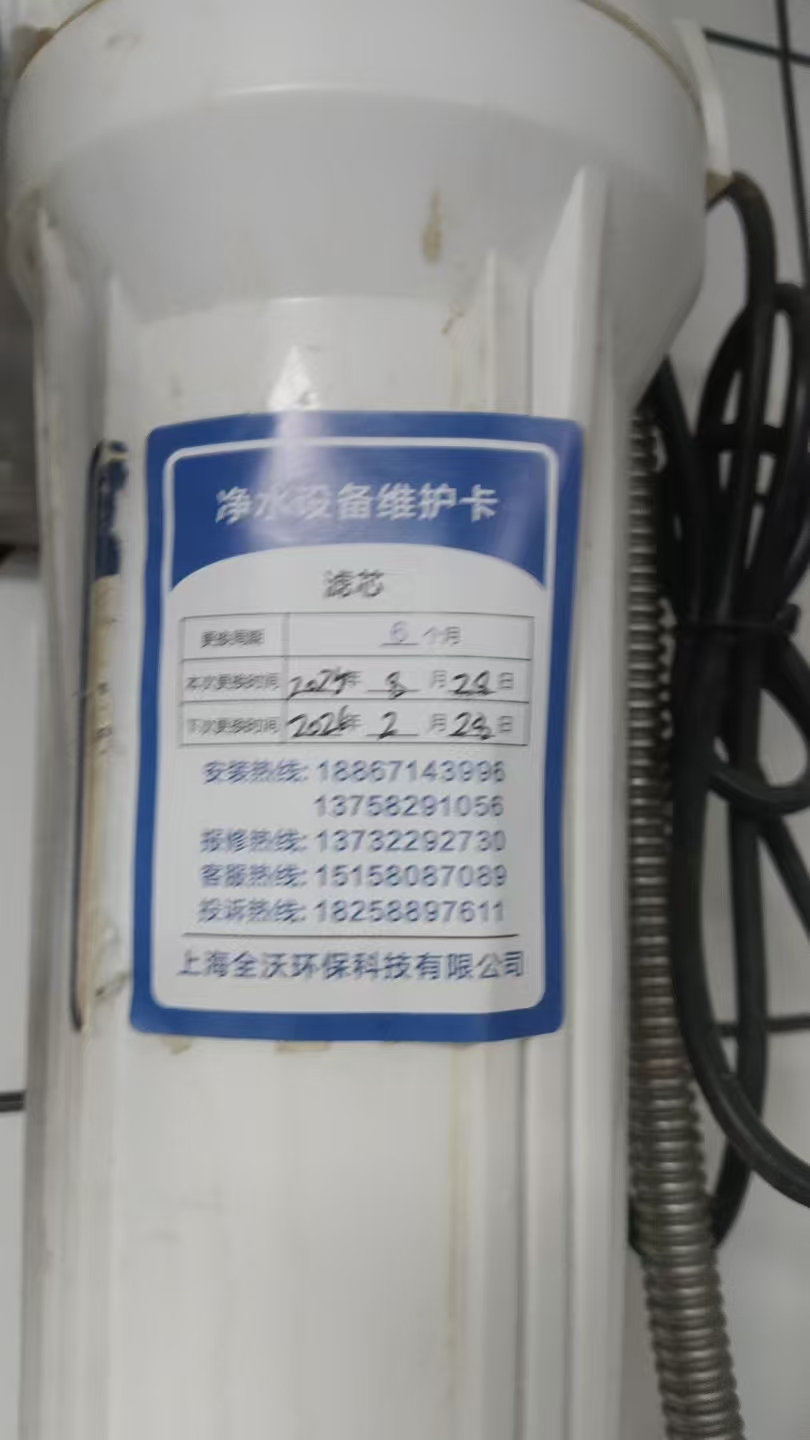 净水设备维护卡
滤芯
更换周期 6 个月
本次更换时间 2025年 8 月 28 日
下次更换时间 2026年 2 月 28 日
安装热线: 18867143996
13758291056
报修热线: 13732292730
客服热线: 15158087089
投诉热线: 18258897611
上海全沃环保科技有限公司